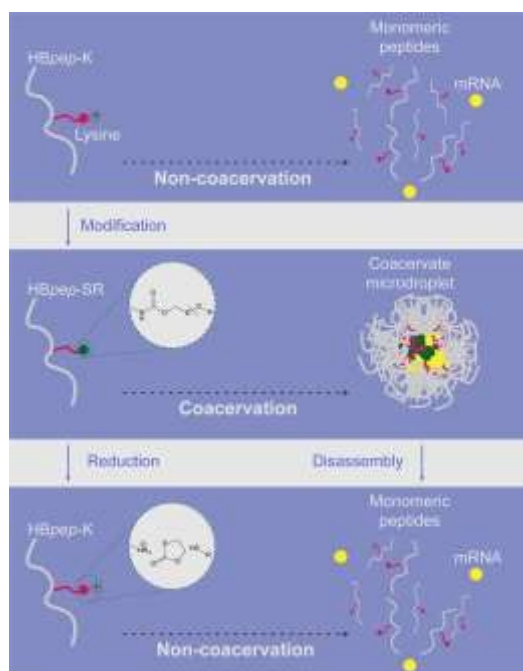 HBpep-K
Monomeric
peptides
mRNA
Lysine
Non-coacervation
Modification
HBpep-SR
Coacervate
microdroplet
Coacervation
Reduction
Disassembly
HBpep-K
Monomeric
peptides
mRNA
Non-coacervation